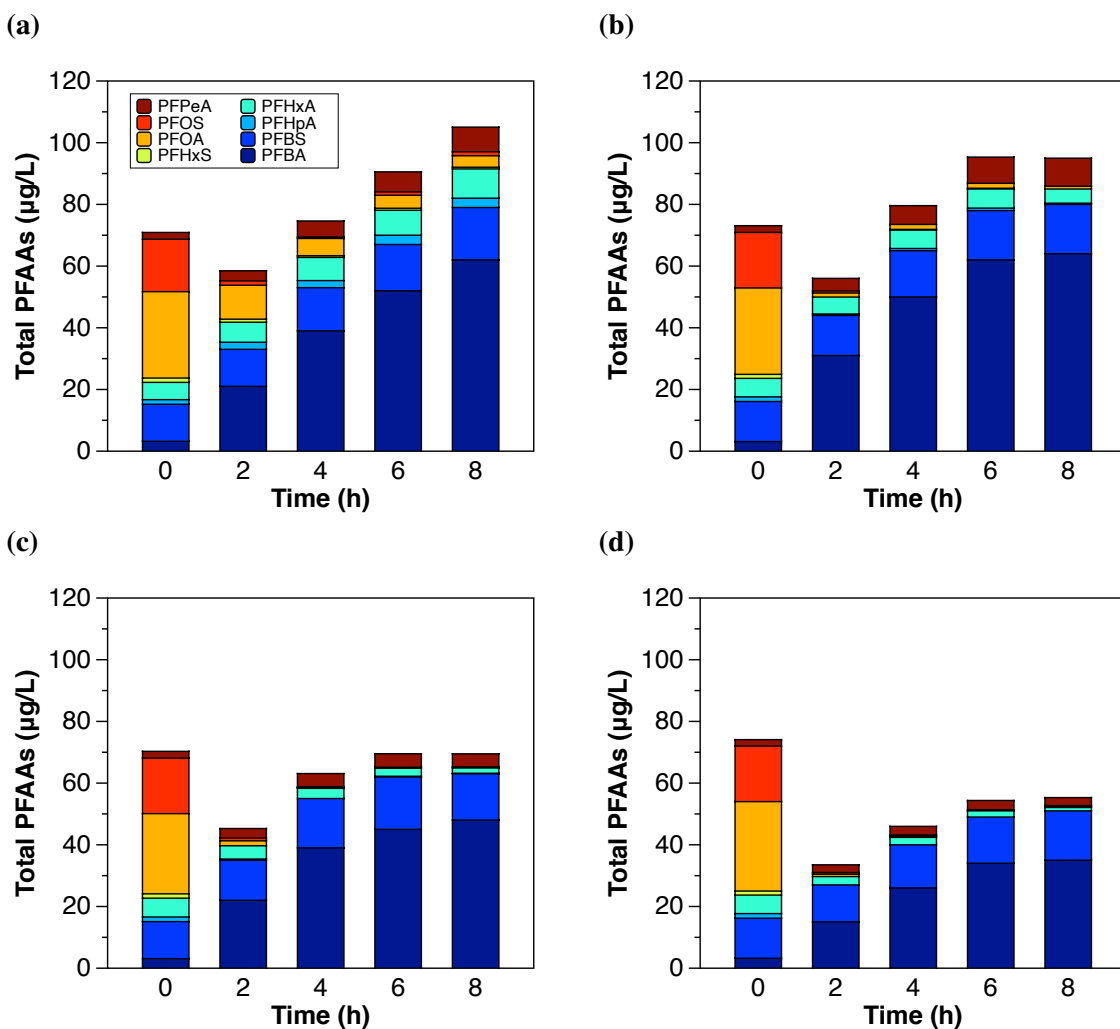 (a)
(b)
Total PFAAs (µg/L)
120
100
80
60
40
20
0
PFPeA PFHxA
PFOS PFHpA
PFOA PFBS
PFHxS PFBA
0 2 4 6 8
Time (h)
Total PFAAs (µg/L)
120
100
80
60
40
20
0
0 2 4 6 8
Time (h)
(c)
(d)
Total PFAAs (µg/L)
120
100
80
60
40
20
0
0 2 4 6 8
Time (h)
Total PFAAs (µg/L)
120
100
80
60
40
20
0
0 2 4 6 8
Time (h)